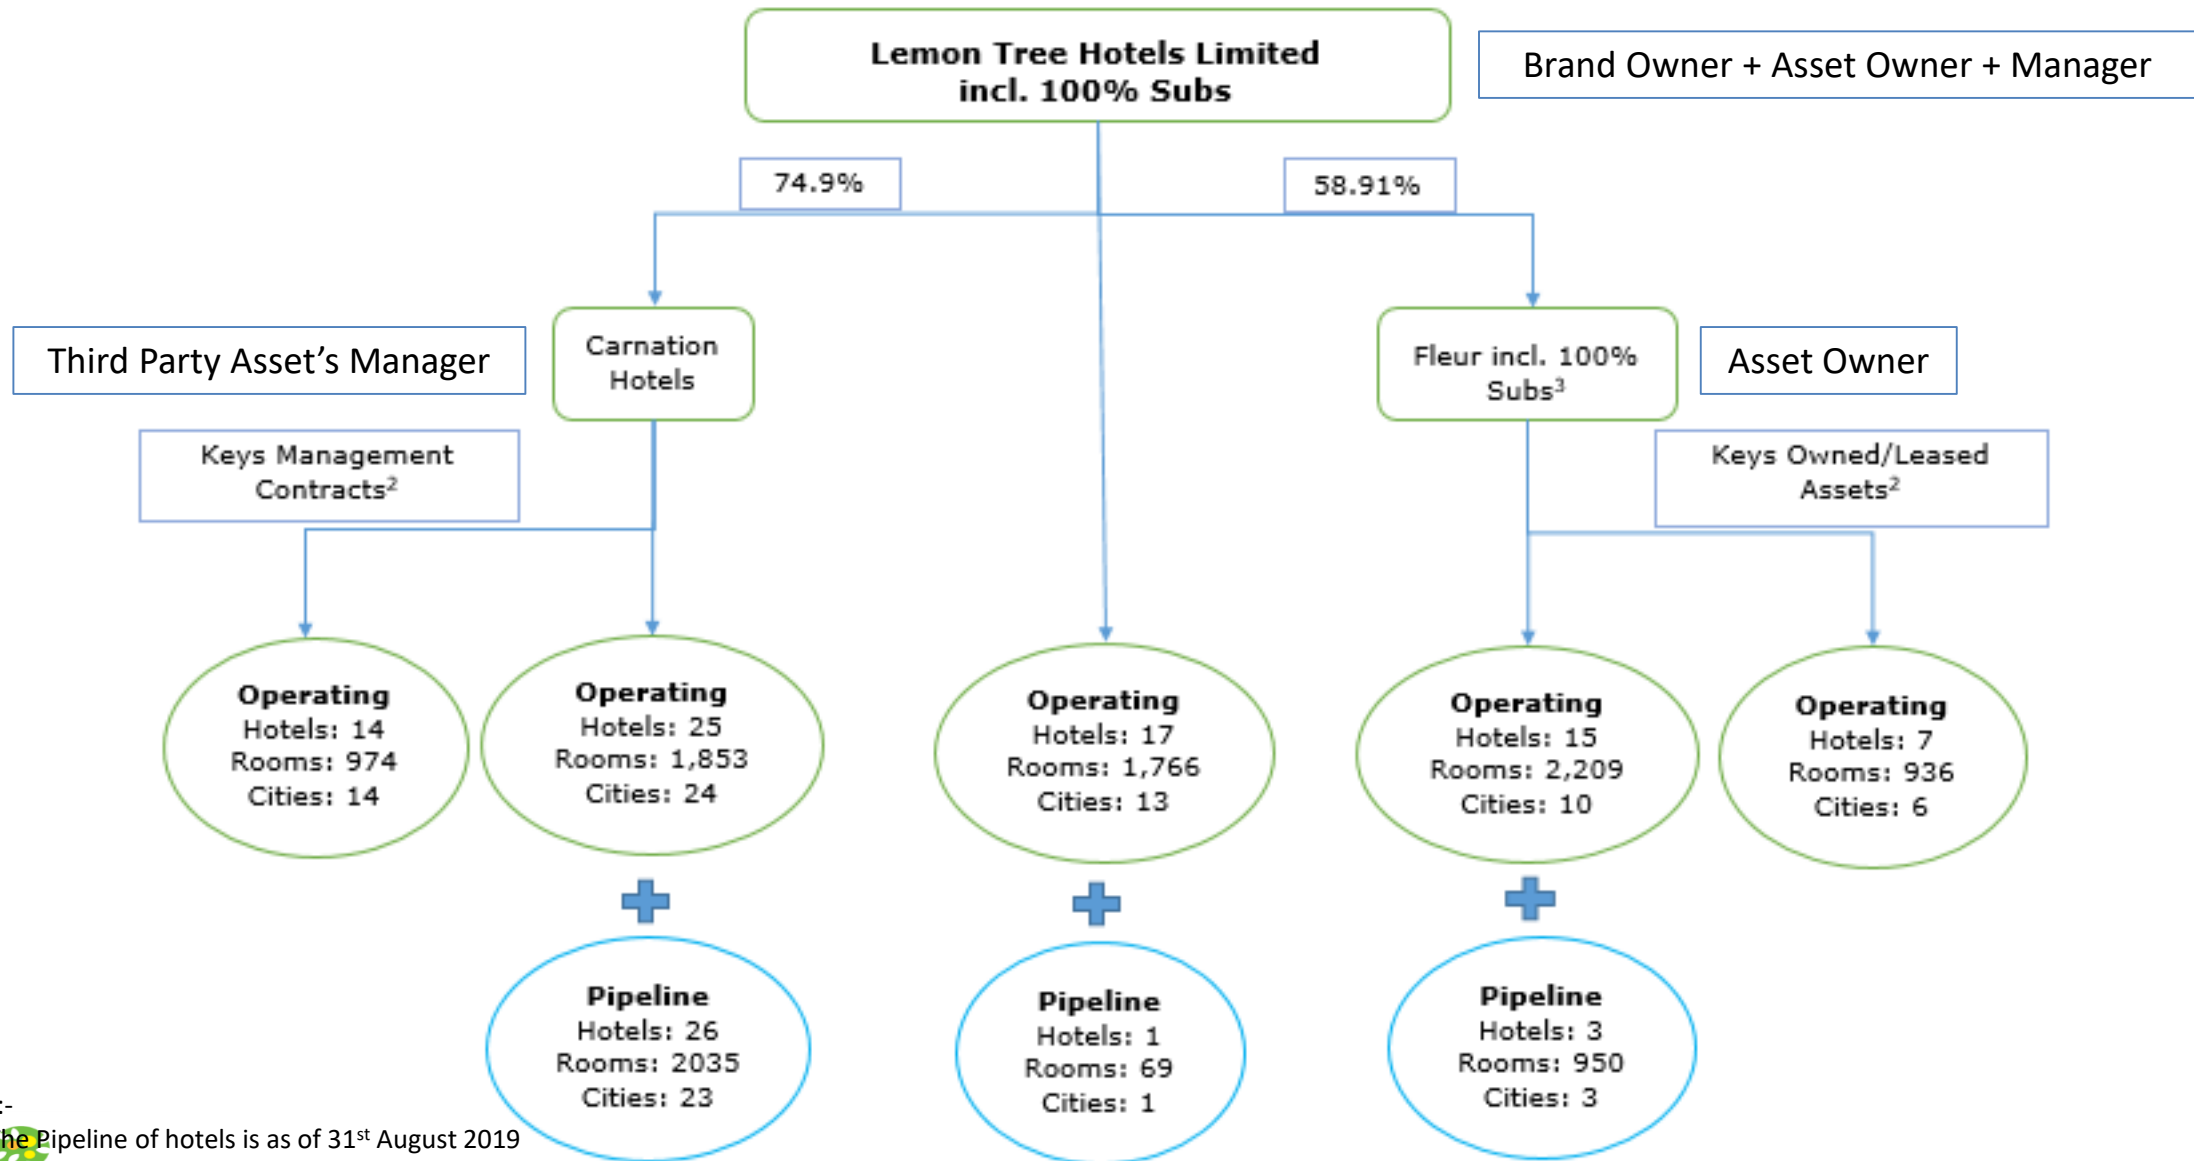 Lemon Tree Hotels Limited
incl. 100% Subs
Brand Owner + Asset Owner + Manager
74.9%
58.91%
Third Party Asset’s Manager
Carnation
Hotels
Fleur incl. 100%
Subs³
Asset Owner
Keys Management
Contracts²
Keys Owned/Leased
Assets²
Operating
Hotels: 14
Rooms: 974
Cities: 14
Operating
Hotels: 25
Rooms: 1,853
Cities: 24
Operating
Hotels: 17
Rooms: 1,766
Cities: 13
Operating
Hotels: 15
Rooms: 2,209
Cities: 10
Operating
Hotels: 7
Rooms: 936
Cities: 6
Pipeline
Hotels: 26
Rooms: 2035
Cities: 23
Pipeline
Hotels: 1
Rooms: 69
Cities: 1
Pipeline
Hotels: 3
Rooms: 950
Cities: 3
:-
he Pipeline of hotels is as of 31st August 2019